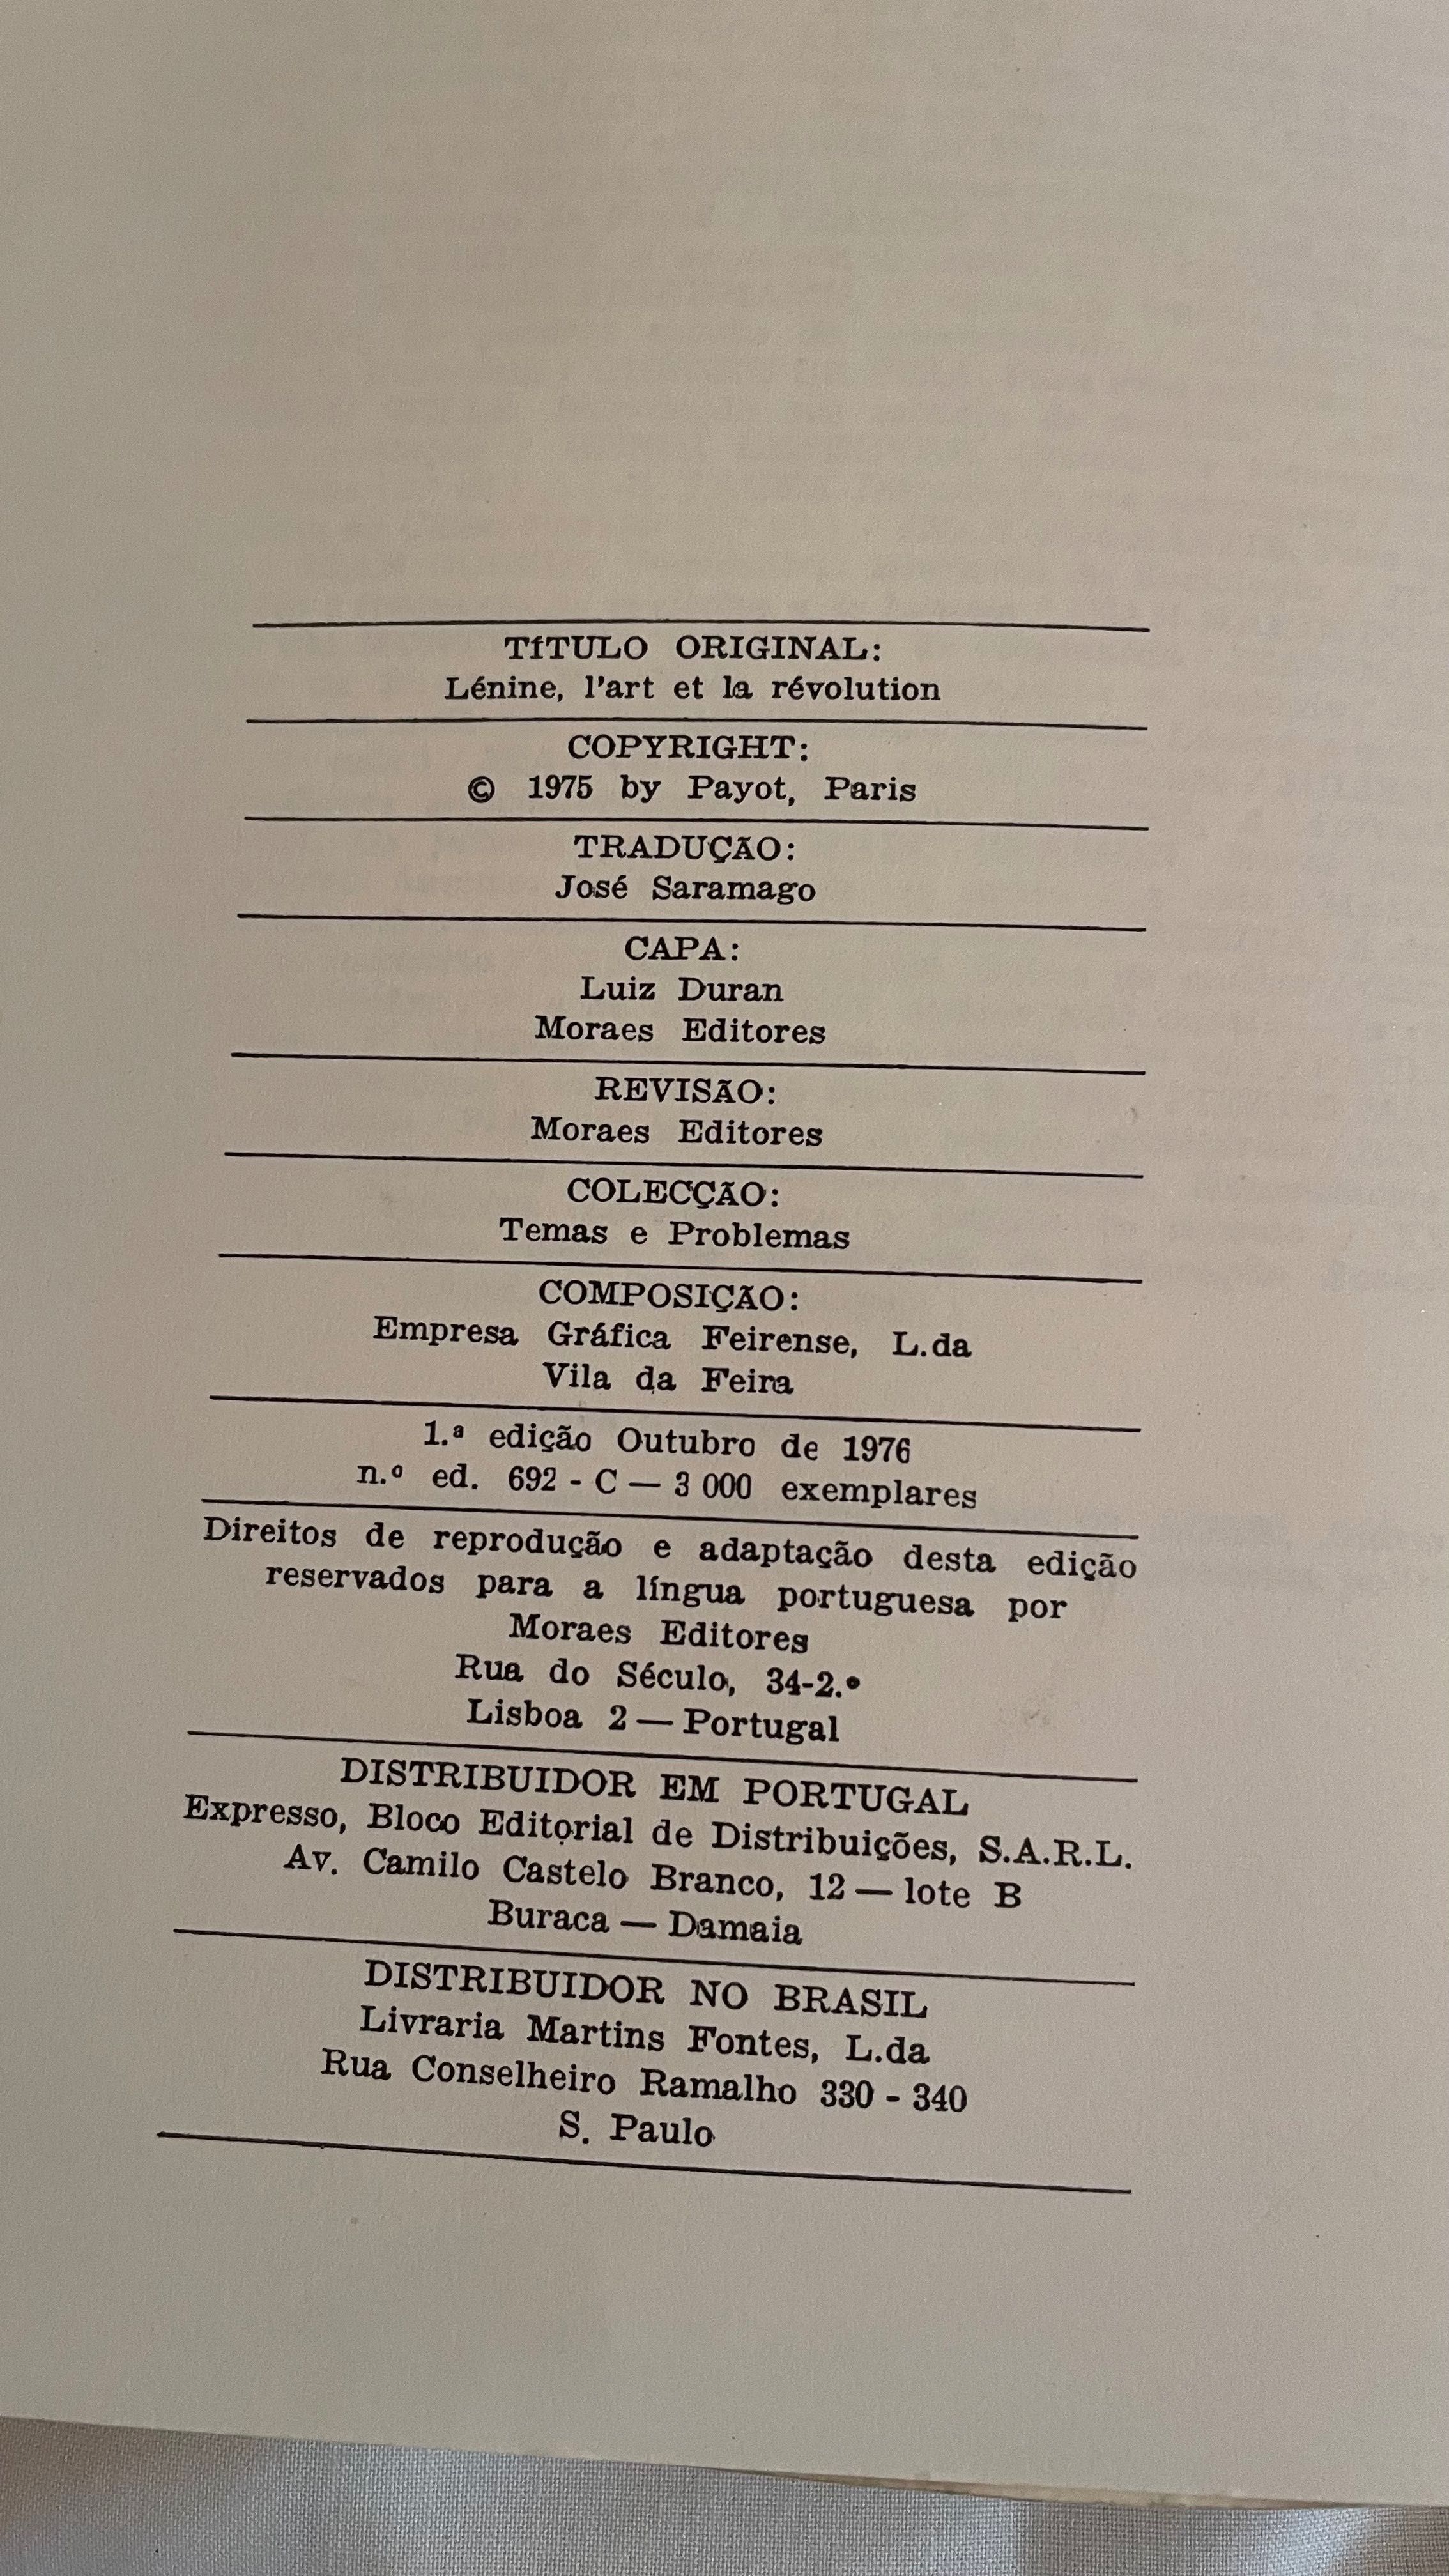 TÍTULO ORIGINAL:
Lénine, l'art et la révolution
COPYRIGHT:
© 1975 by Payot, Paris
TRADUÇÃO:
José Saramago
CAPA:
Luiz Duran
Moraes Editores
REVISÃO:
Moraes Editores
COLECÇÃO:
Temas e Problemas
COMPOSIÇÃO:
Empresa Gráfica Feirense, L.da
Vila da Feira
1.ª edição Outubro de 1976
n.º ed. 692 - C — 3 000 exemplares
Direitos de reprodução e adaptação desta edição
reservados para a língua portuguesa por
Moraes Editores
Rua do Século, 34-2.º
Lisboa 2 — Portugal
DISTRIBUIDOR EM PORTUGAL
Expresso, Bloco Editorial de Distribuições, S.A.R.L.
Av. Camilo Castelo Branco, 12 — lote B
Buraca — Damaia
DISTRIBUIDOR NO BRASIL
Livraria Martins Fontes, L.da
Rua Conselheiro Ramalho 330 - 340
S. Paulo